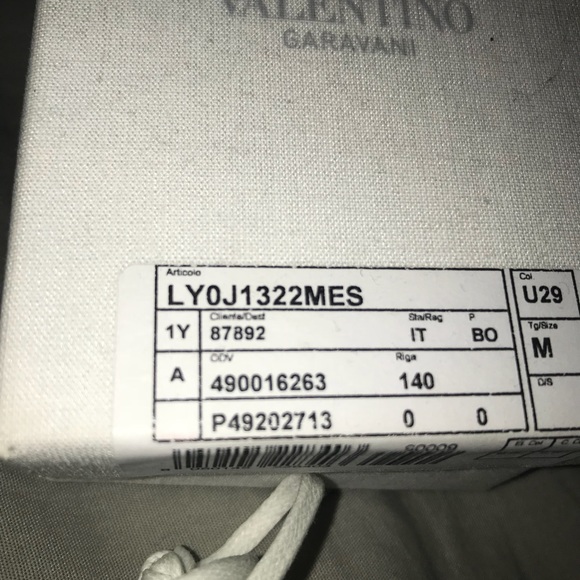 VALENTINO
GARAVANI
Articolo
LY0J1322MES
Col
U29
1Y
Cliente/Dest
87892
Sta/Rag
IT
P
BO
Tg/Size
M
A
ODV
490016263
Riga
140
D/S
P49202713
0
0